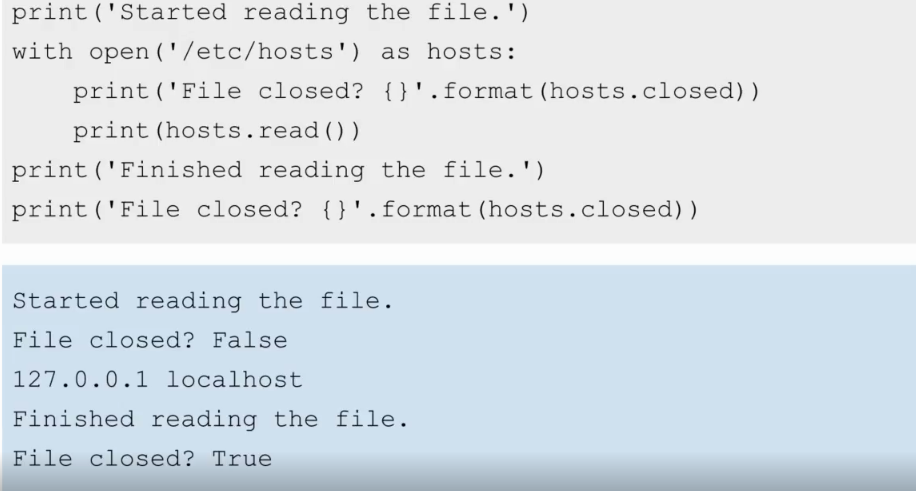 print('Started reading the file.')
with open('/etc/hosts') as hosts:
    print('File closed? {}'.format(hosts.closed))
    print(hosts.read())
print('Finished reading the file.')
print('File closed? {}'.format(hosts.closed))
Started reading the file.
File closed? False
127.0.0.1 localhost
Finished reading the file.
File closed? True